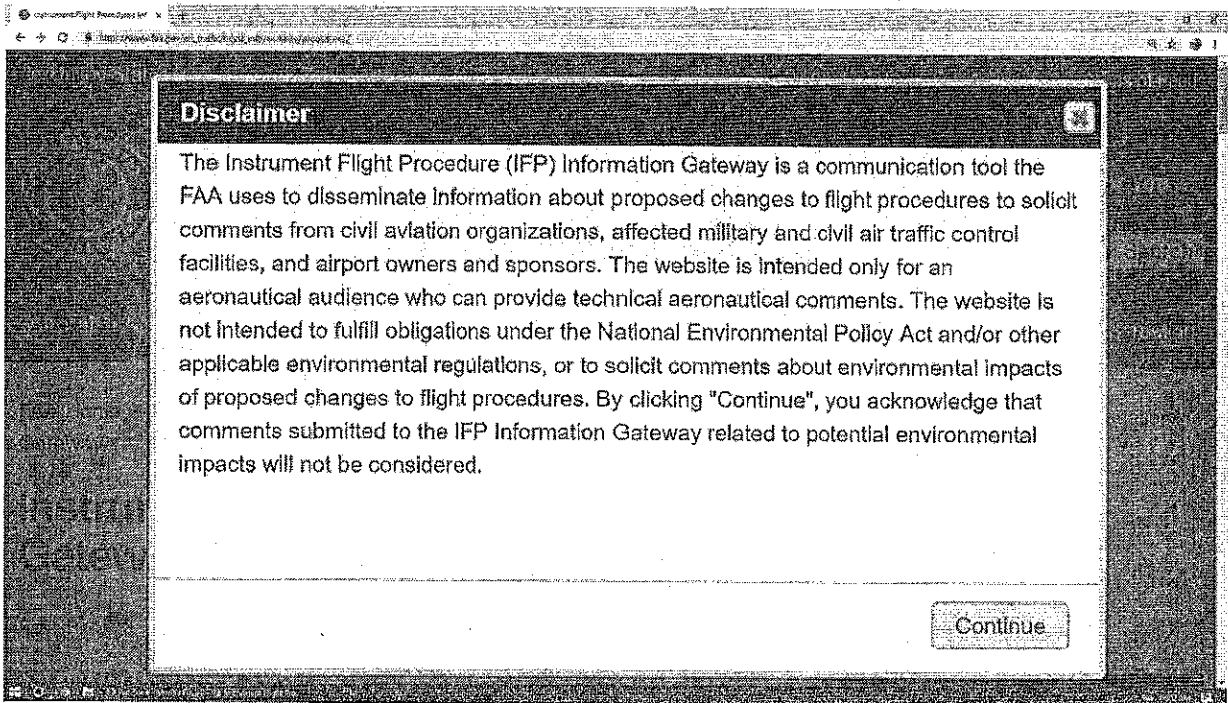 Instrument Flight Procedures Inf
Disclaimer
The Instrument Flight Procedure (IFP) Information Gateway is a communication tool the
FAA uses to disseminate information about proposed changes to flight procedures to solicit
comments from civil aviation organizations, affected military and civil air traffic control
facilities, and airport owners and sponsors. The website is intended only for an
aeronautical audience who can provide technical aeronautical comments. The website is
not intended to fulfill obligations under the National Environmental Policy Act and/or other
applicable environmental regulations, or to solicit comments about environmental impacts
of proposed changes to flight procedures. By clicking "Continue", you acknowledge that
comments submitted to the IFP Information Gateway related to potential environmental
impacts will not be considered.
Continue